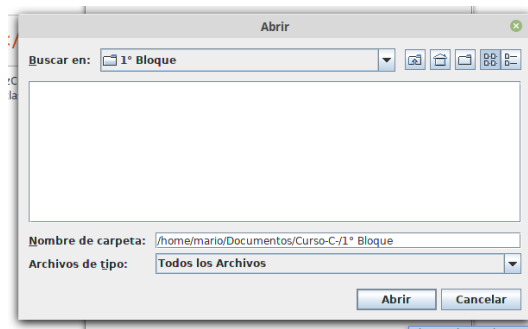 Abrir
Buscar en: 1° Bloque
Nombre de carpeta: /home/mario/Documentos/Curso-C-/1° Bloque
Archivos de tipo: Todos los Archivos
Abrir Cancelar